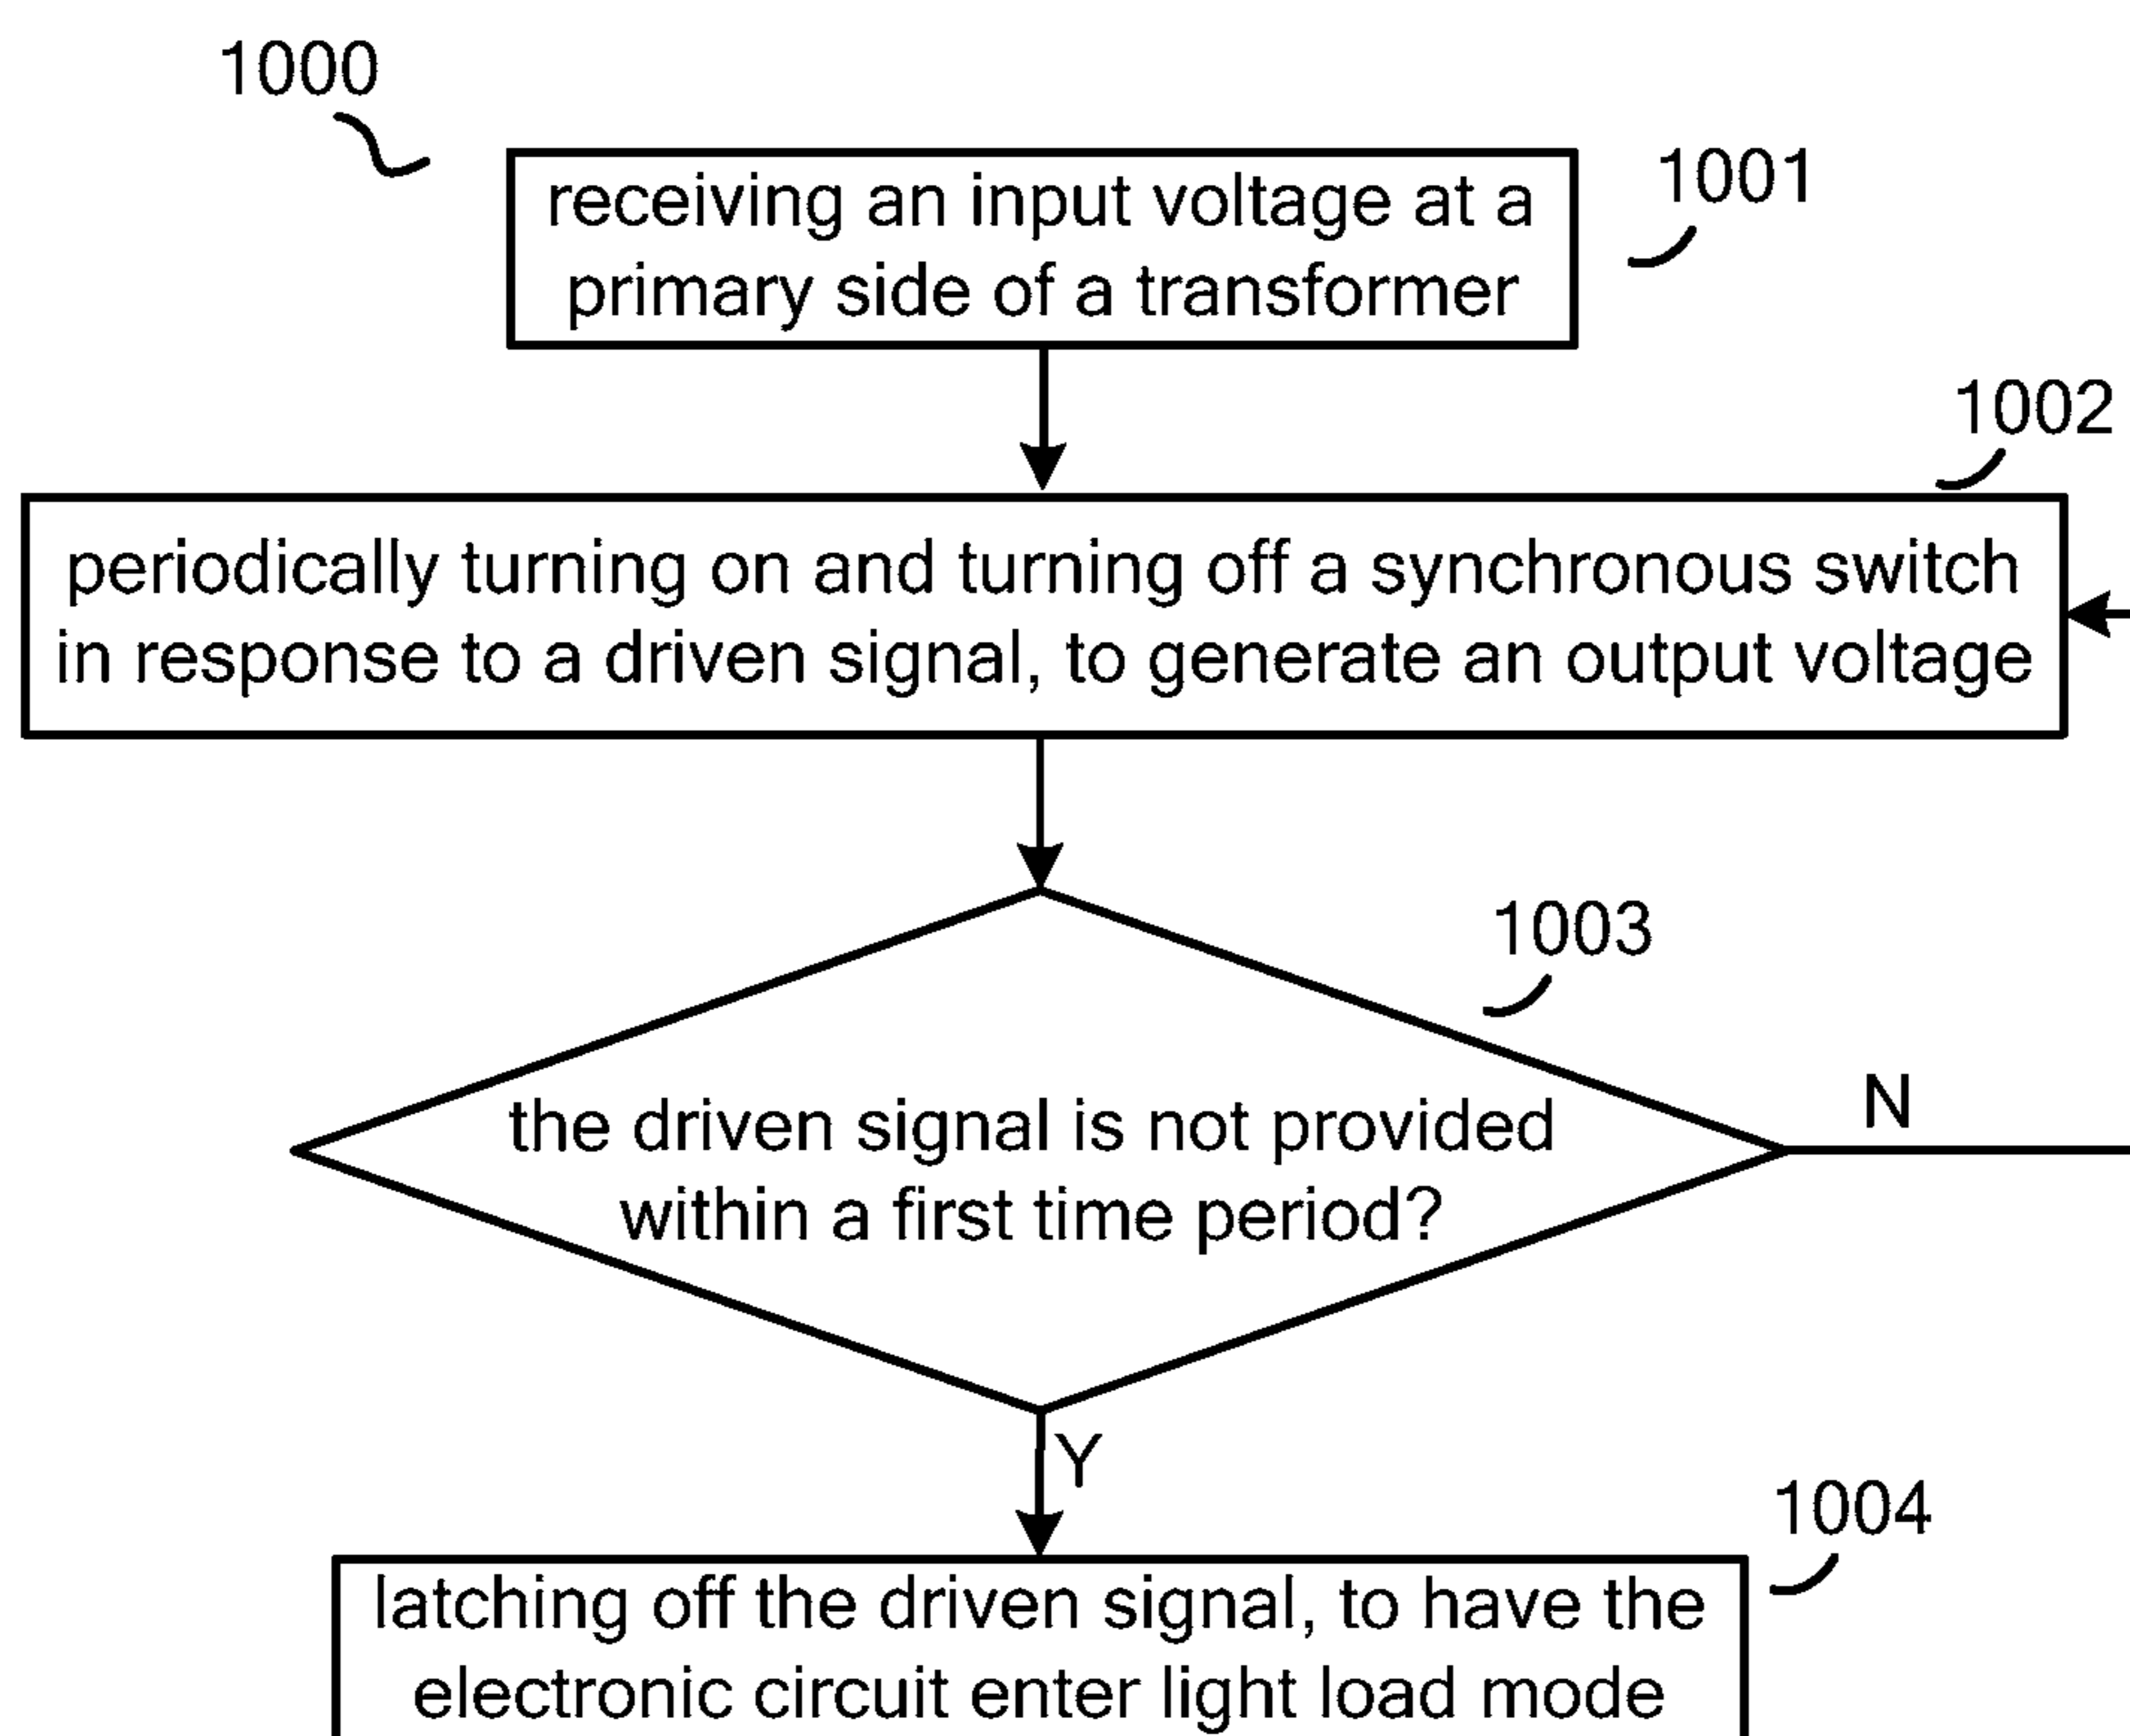 1000
receiving an input voltage at a
primary side of a transformer
1001
1002
periodically turning on and turning off a synchronous switch
in response to a driven signal, to generate an output voltage
1003
the driven signal is not provided
within a first time period?
N
Y
1004
latching off the driven signal, to have the
electronic circuit enter light load mode